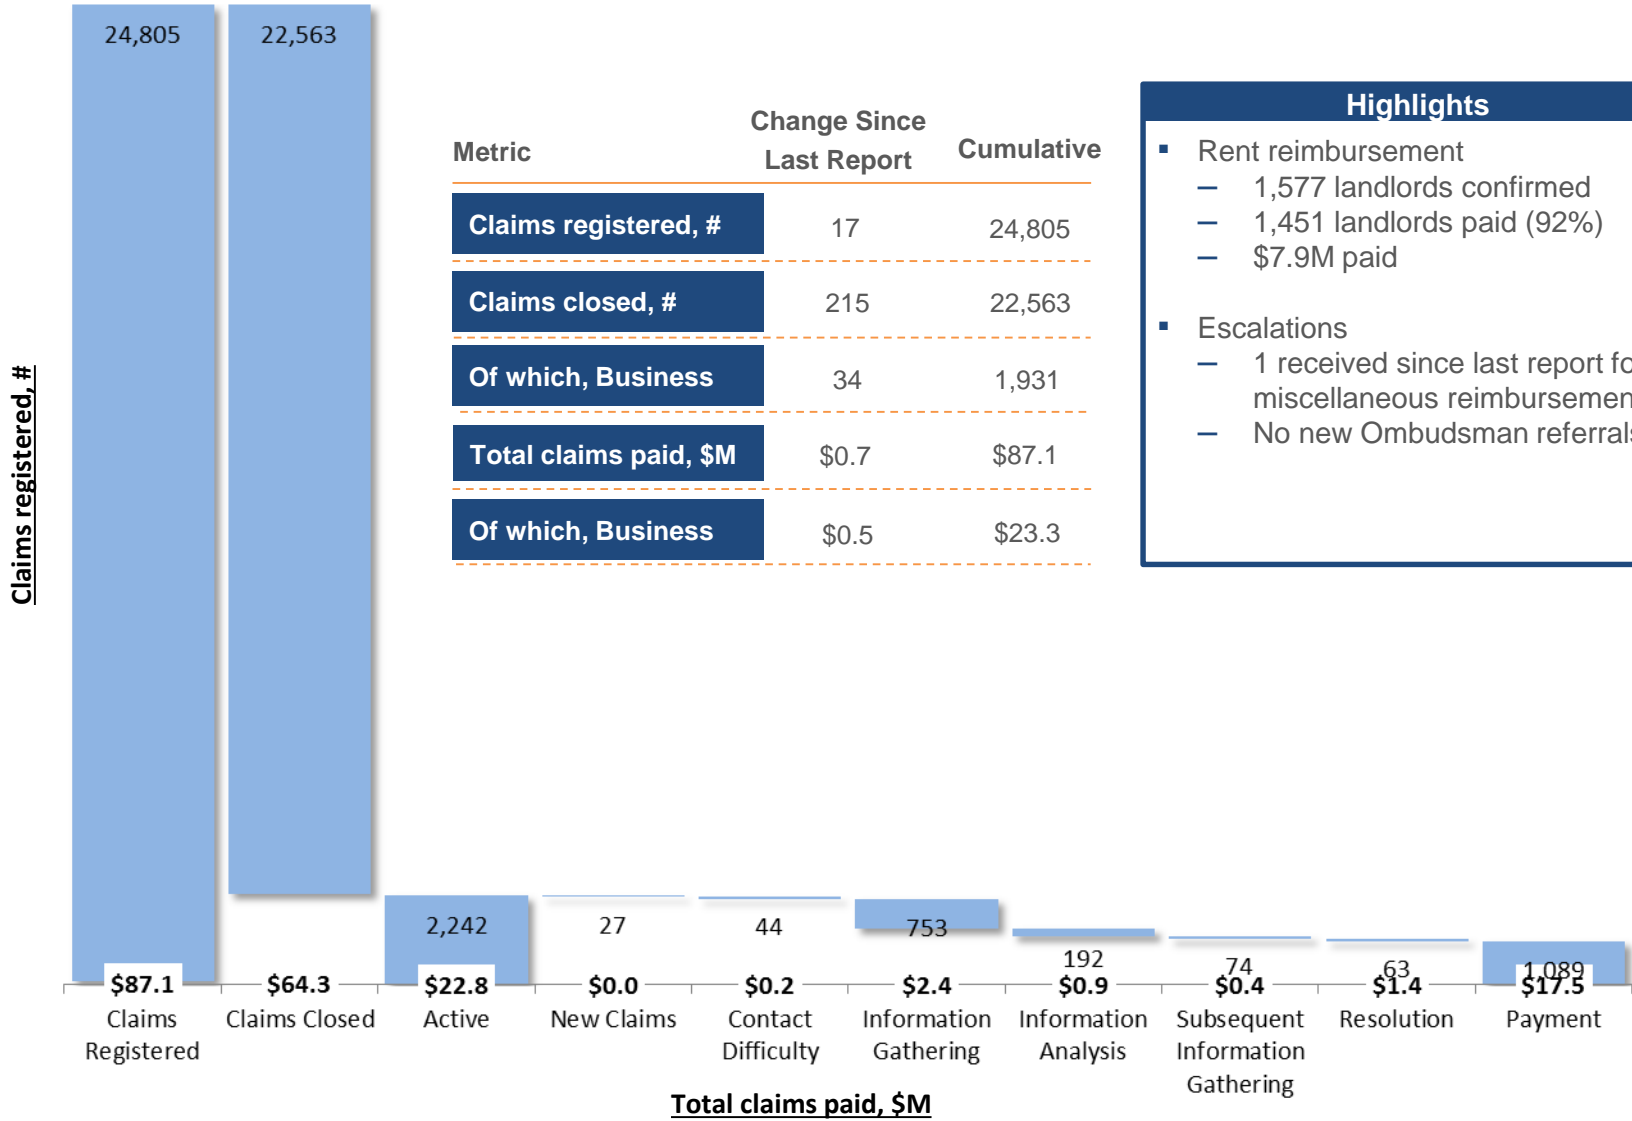 24,805 22,563
Claims registered, #
Metric Change Since Last Report Cumulative
Claims registered, # 17 24,805
Claims closed, # 215 22,563
Of which, Business 34 1,931
Total claims paid, $M $0.7 $87.1
Of which, Business $0.5 $23.3
Highlights
▪ Rent reimbursement
– 1,577 landlords confirmed
– 1,451 landlords paid (92%)
– $7.9M paid
▪ Escalations
– 1 received since last report
miscellaneous
– No new Ombudsman
2,242 27 44 753 192 74 63 1,089
$87.1 $64.3 $22.8 $0.0 $0.2 $2.4 $0.9 $0.4 $1.4 $17.5
Claims Registered
Claims Closed
Active
New Claims
Contact Difficulty
Information Gathering
Information Analysis
Subsequent Information Gathering
Resolution
Payment
Total claims paid, $M